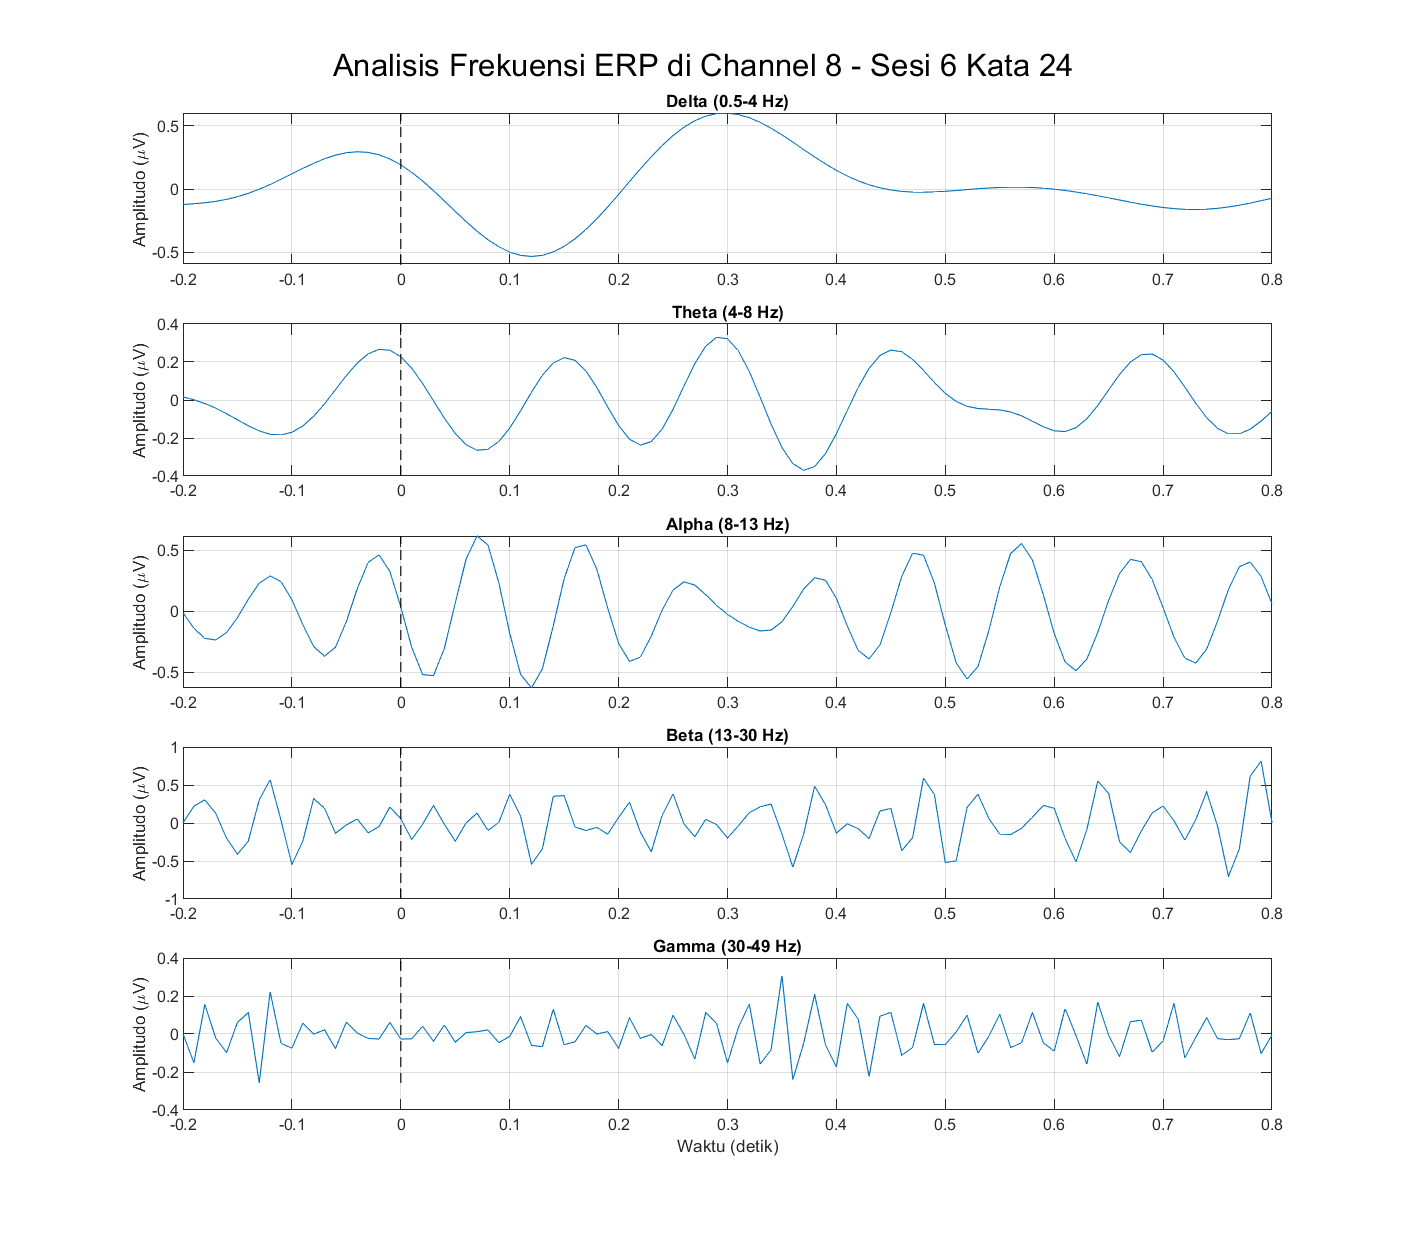 Analisis Frekuensi ERP di Channel 8 - Sesi 6 Kata 24
Delta (0.5-4 Hz)
Amplitudo (μV)
0.5
0
-0.5
-0.2 -0.1 0 0.1 0.2 0.3 0.4 0.5 0.6 0.7 0.8
Theta (4-8 Hz)
Amplitudo (μV)
0.4
0.2
0
-0.2
-0.4
-0.2 -0.1 0 0.1 0.2 0.3 0.4 0.5 0.6 0.7 0.8
Alpha (8-13 Hz)
Amplitudo (μV)
0.5
0
-0.5
-0.2 -0.1 0 0.1 0.2 0.3 0.4 0.5 0.6 0.7 0.8
Beta (13-30 Hz)
Amplitudo (μV)
1
0.5
0
-0.5
-1
-0.2 -0.1 0 0.1 0.2 0.3 0.4 0.5 0.6 0.7 0.8
Gamma (30-49 Hz)
Amplitudo (μV)
0.4
0.2
0
-0.2
-0.4
-0.2 -0.1 0 0.1 0.2 0.3 0.4 0.5 0.6 0.7 0.8
Waktu (detik)